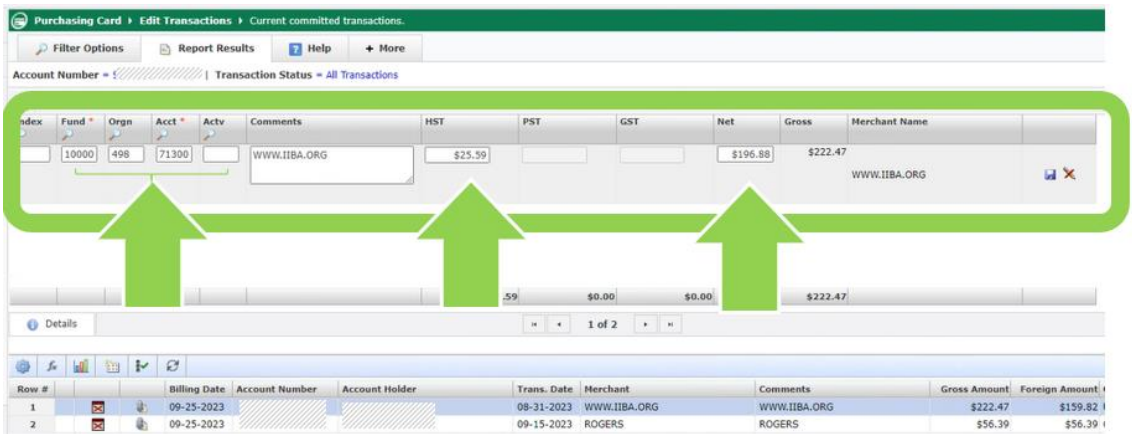 Purchasing Card ▸ Edit Transactions ▸ Current committed transactions.
Filter Options Report Results ? Help + More
Account Number = | Transaction Status = All Transactions
Fund * Orgn Acct * Actv Comments HST PST GST Net Gross Merchant Name
10000 498 71300 WWW.IIBA.ORG $25.59 $196.88 $222.47
WWW.IIBA.ORG
.59 $0.00 $0.00 $222.47
Details 1 of 2
Row # Billing Date Account Number Account Holder Trans. Date Merchant Comments Gross Amount Foreign Amount
1 09-25-2023 08-31-2023 WWW.IIBA.ORG WWW.IIBA.ORG $222.47 $159.82
2 09-25-2023 09-15-2023 ROGERS ROGERS $56.39 $56.39